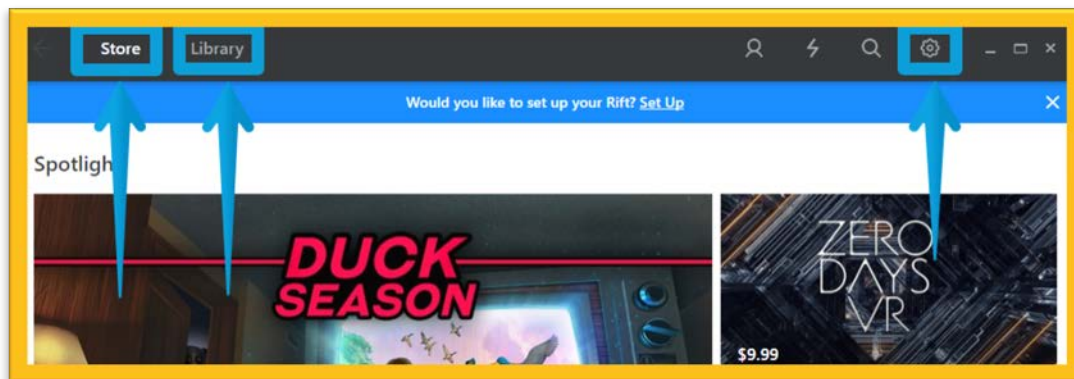 Store Library
Would you like to set up your Rift? Set Up
Spotligh
DUCK
SEASON
ZERO
DAYS
VR
$9.99